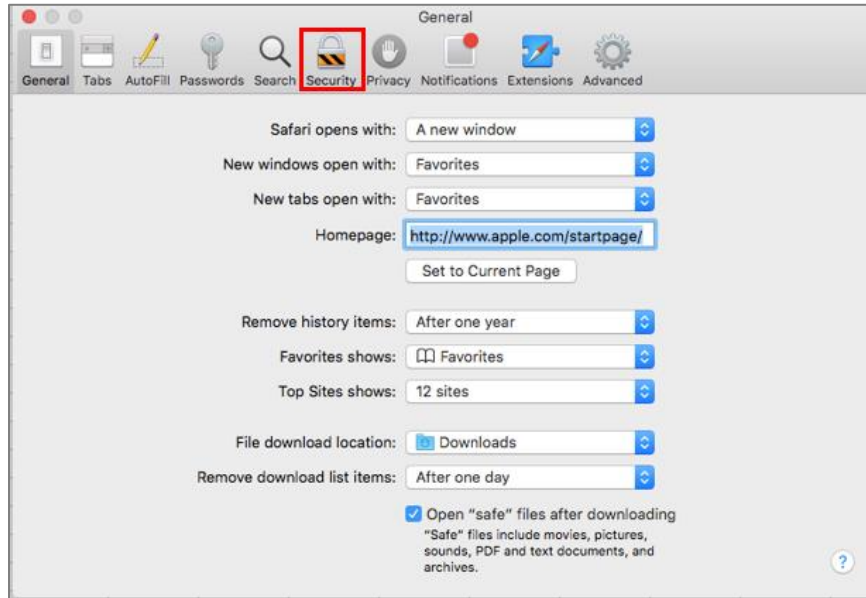 General
General Tabs AutoFill Passwords Search Security Privacy Notifications Extensions Advanced
Safari opens with: A new window
New windows open with: Favorites
New tabs open with: Favorites
Homepage: http://www.apple.com/startpage/
Set to Current Page
Remove history items: After one year
Favorites shows: Favorites
Top Sites shows: 12 sites
File download location: Downloads
Remove download list items: After one day
Open “safe” files after downloading
“Safe” files include movies, pictures,
sounds, PDF and text documents, and
archives.
?